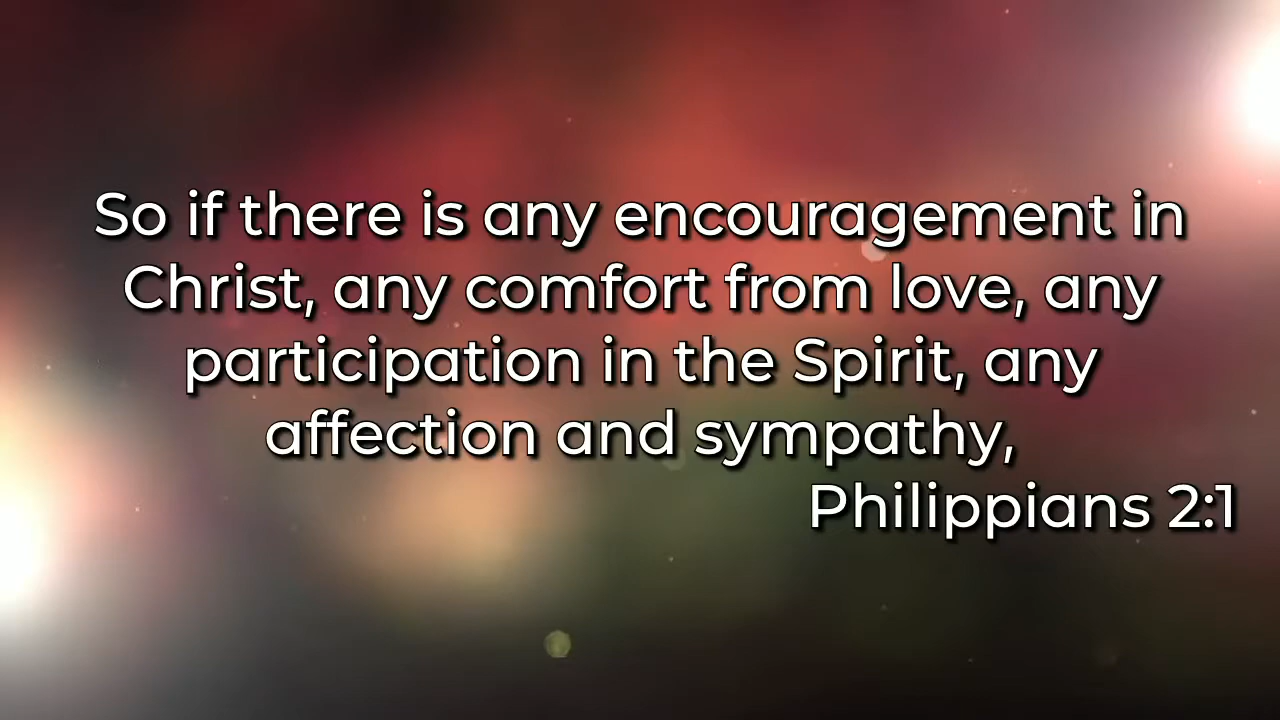 So if there is any encouragement in
Christ, any comfort from love, any
participation in the Spirit, any
affection and sympathy,
Philippians 2:1